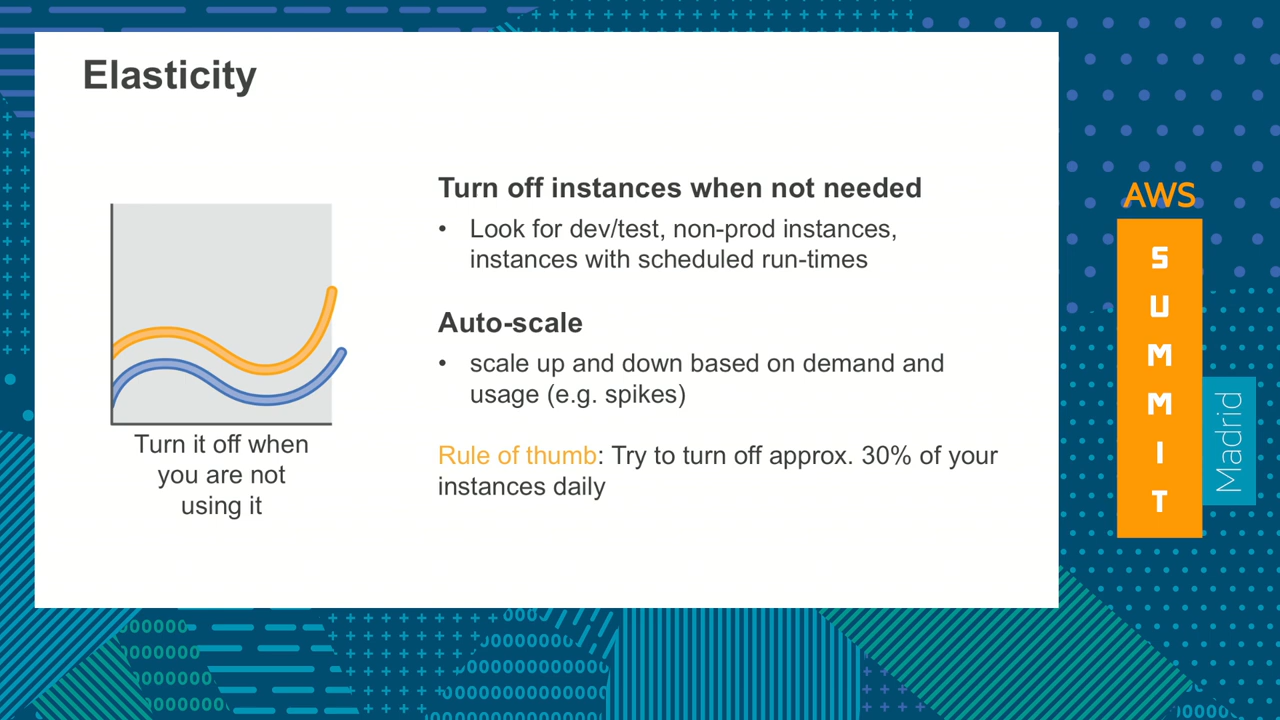 Elasticity
Turn off instances when not needed
• Look for dev/test, non-prod instances,
instances with scheduled run-times
Auto-scale
• scale up and down based on demand and
usage (e.g. spikes)
Rule of thumb: Try to turn off approx. 30% of your
instances daily
Turn it off when
you are not
using it
AWS
SUMMIT
Madrid